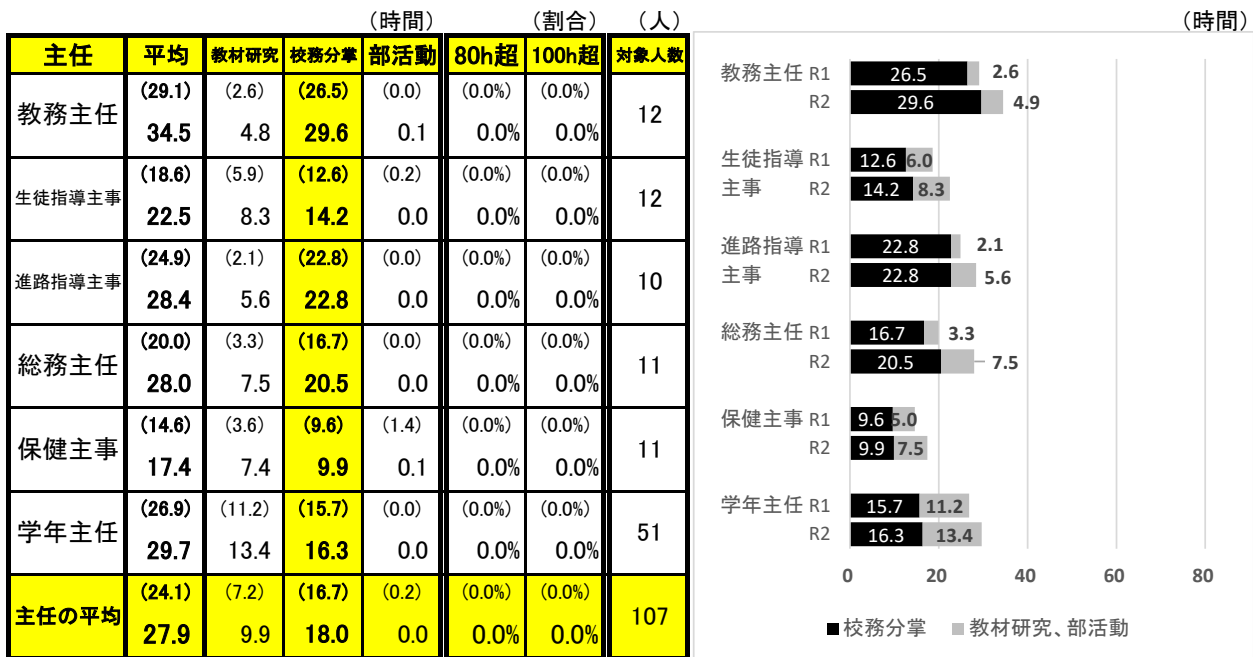 （時間） （割合） （人）
主任 平均 教材研究 校務分掌 部活動 80h超 100h超 対象人数
教務主任 (29.1) (2.6) (26.5) (0.0) (0.0%) (0.0%) 12
34.5 4.8 29.6 0.1 0.0% 0.0%
生徒指導主事 (18.6) (5.9) (12.6) (0.2) (0.0%) (0.0%) 12
22.5 8.3 14.2 0.0 0.0% 0.0%
進路指導主事 (24.9) (2.1) (22.8) (0.0) (0.0%) (0.0%) 10
28.4 5.6 22.8 0.0 0.0% 0.0%
総務主任 (20.0) (3.3) (16.7) (0.0) (0.0%) (0.0%) 11
28.0 7.5 20.5 0.0 0.0% 0.0%
保健主事 (14.6) (3.6) (9.6) (1.4) (0.0%) (0.0%) 11
17.4 7.4 9.9 0.1 0.0% 0.0%
学年主任 (26.9) (11.2) (15.7) (0.0) (0.0%) (0.0%) 51
29.7 13.4 16.3 0.0 0.0% 0.0%
主任の平均 (24.1) (7.2) (16.7) (0.2) (0.0%) (0.0%) 107
27.9 9.9 18.0 0.0 0.0% 0.0%
（時間）
教務主任 R1 26.5 2.6
R2 29.6 4.9
生徒指導 R1 12.6 6.0
主事 R2 14.2 8.3
進路指導 R1 22.8 2.1
主事 R2 22.8 5.6
総務主任 R1 16.7 3.3
R2 20.5 7.5
保健主事 R1 9.6 5.0
R2 9.9 7.5
学年主任 R1 15.7 11.2
R2 16.3 13.4
0 20 40 60 80
校務分掌 教材研究、部活動